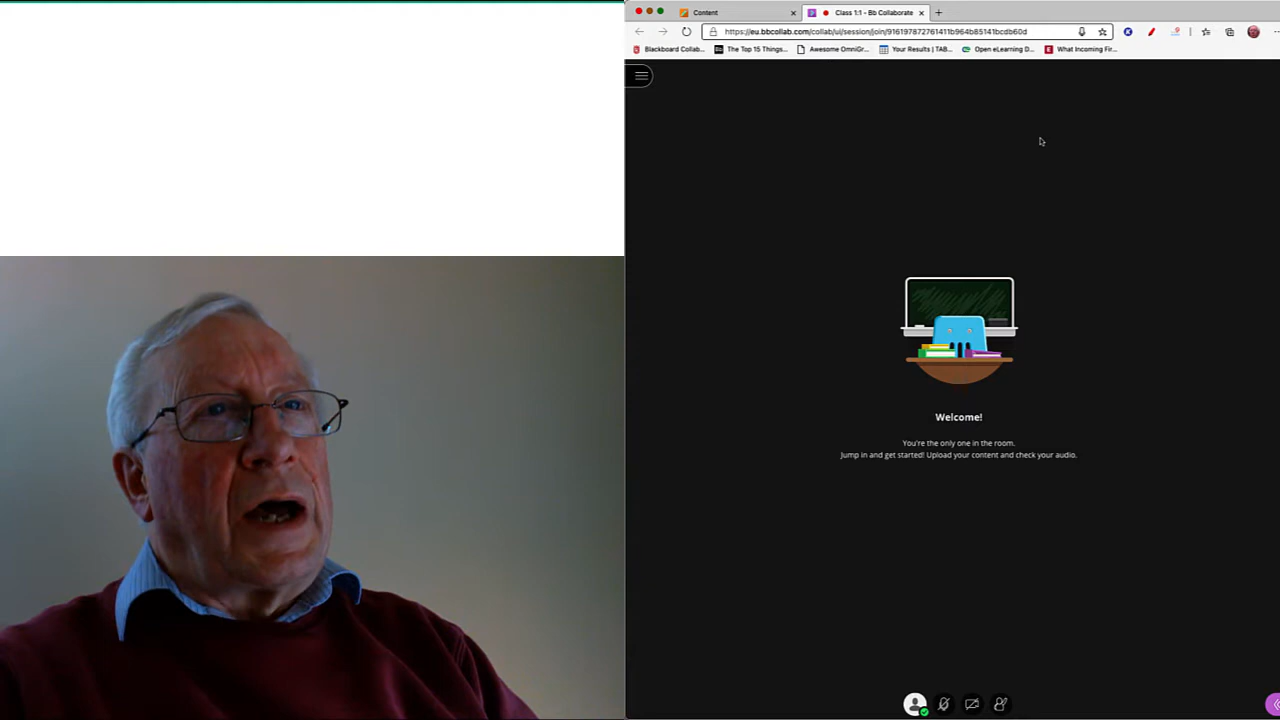 Content
Class 1:1 - Bb Collaborate
https://eu.bbcollab.com/collab/ui/session/join/916197872761411b964b85141bcdb60d
Blackboard Collab...
Bb The Top 15 Things...
Awesome OmniGr...
Your Results | TAB...
Open eLearning D...
What Incoming Fir...
Welcome!
You're the only one in the room.
Jump in and get started! Upload your content and check your audio.